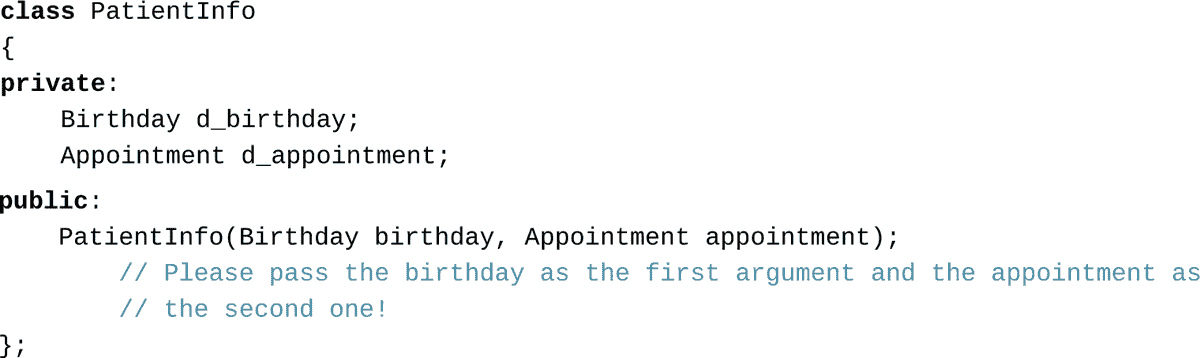 class PatientInfo
{
private:
    Birthday d_birthday;
    Appointment d_appointment;
public:
    PatientInfo(Birthday birthday, Appointment appointment);
        // Please pass the birthday as the first argument and the appointment as
        // the second one!
};